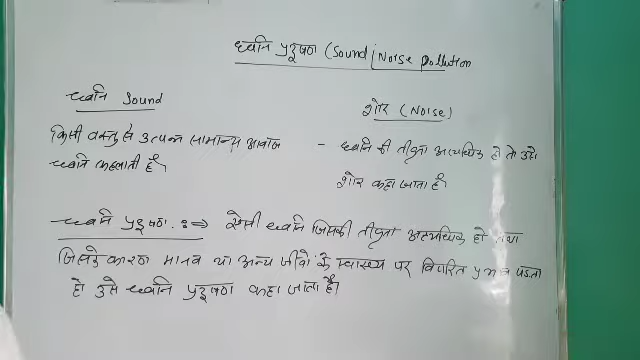 ध्वनि प्रदूषण (Sound/Noise Pollution
ध्वनि Sound
किसी वस्तु से उत्पन्न सामान्य आवाज
ध्वनि कहलाती है।
शोर (Noise)
- ध्वनि की तीव्रता अत्यधिक हो तो उसे
शोर कहा जाता है।
ध्वनि प्रदूषण :⇒ ऐसी ध्वनि जिसकी तीव्रता अत्यधिक हो तथा
जिसके कारण मानव या अन्य जीवो के स्वास्थ्य पर विपरित प्रभाव पडता
हो उसे ध्वनि प्रदूषण कहा जाता है।